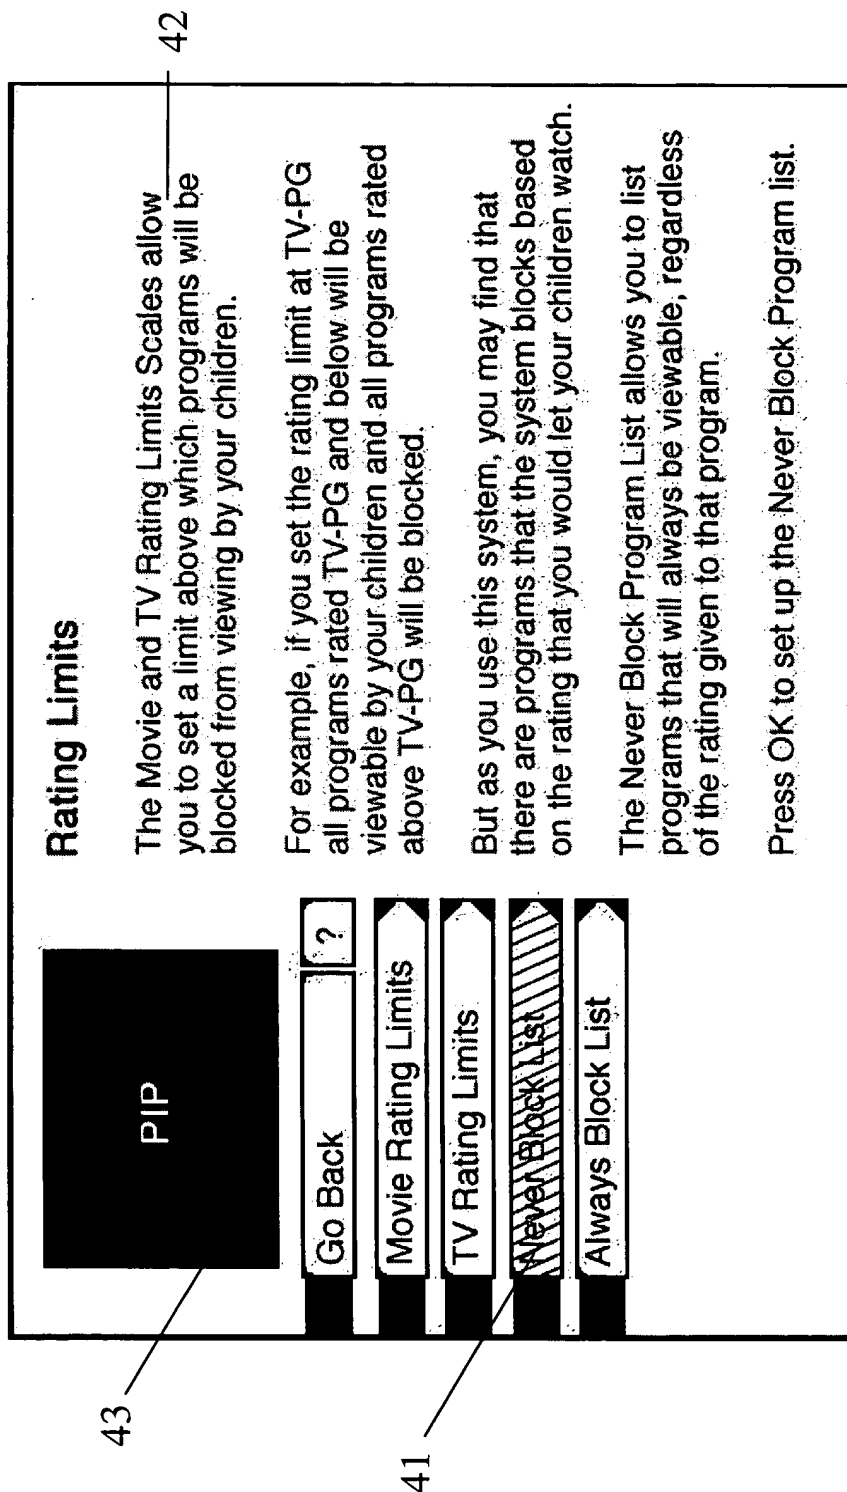 PIP
Go Back ?
Movie Rating Limits
TV Rating Limits
Never Block List
Always Block List
Rating Limits
The Movie and TV Rating Limits Scales allow
you to set a limit above which programs will be
blocked from viewing by your children.
For example, if you set the rating limit at TV-PG
all programs rated TV-PG and below will be
viewable by your children and all programs rated
above TV-PG will be blocked.
But as you use this system, you may find that
there are programs that the system blocks based
on the rating that you would let your children watch.
The Never Block Program List allows you to list
programs that will always be viewable, regardless
of the rating given to that program.
Press OK to set up the Never Block Program list.
43
41
42